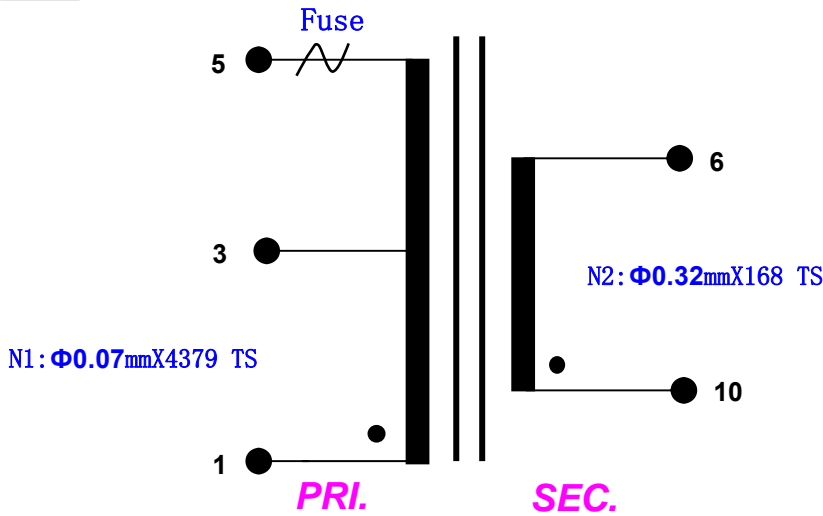 Fuse
5
6
3
N2:Φ0.32mmX168 TS
N1:Φ0.07mmX4379 TS
10
1
PRI.
SEC.